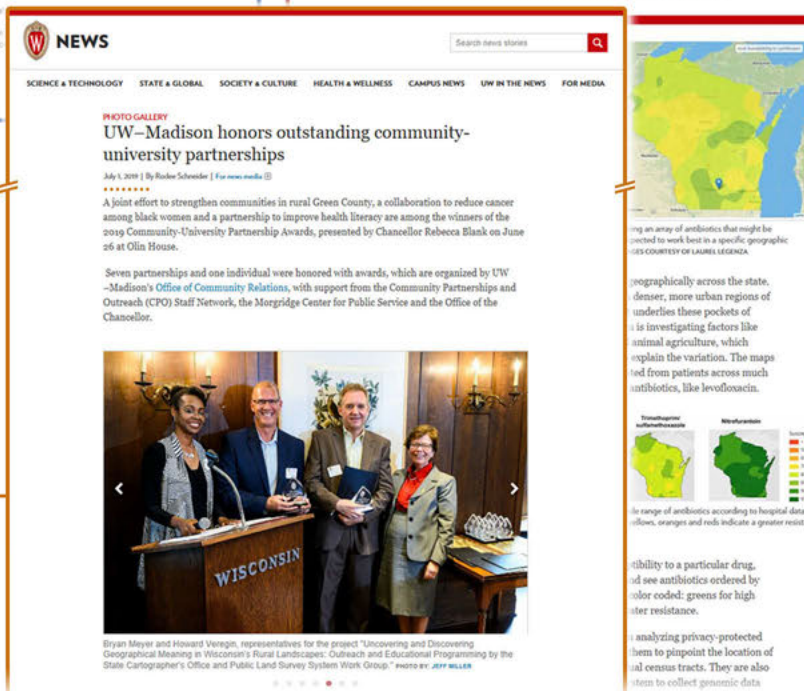 W NEWS
Search news stories
SCIENCE & TECHNOLOGY STATE & GLOBAL SOCIETY & CULTURE HEALTH & WELLNESS CAMPUS NEWS UW IN THE NEWS FOR MEDIA
PHOTO GALLERY
UW–Madison honors outstanding community-
university partnerships
July 1, 2019 | By Rodee Schneider | For news media
A joint effort to strengthen communities in rural Green County, a collaboration to reduce cancer
among black women and a partnership to improve health literacy are among the winners of the
2019 Community-University Partnership Awards, presented by Chancellor Rebecca Blank on June
26 at Olin House.
Seven partnerships and one individual were honored with awards, which are organized by UW
–Madison's Office of Community Relations, with support from the Community Partnerships and
Outreach (CPO) Staff Network, the Morgridge Center for Public Service and the Office of the
Chancellor.
WISCONSIN
Bryan Meyer and Howard Veregin, representatives for the project "Uncovering and Discovering
Geographical Meaning in Wisconsin's Rural Landscapes: Outreach and Educational Programming by the
State Cartographer's Office and Public Land Survey System Work Group." PHOTO BY: JEFF MILLER
ing an array of antibiotics that might be
pected to work best in a specific geographic
GES COURTESY OF LAUREL LEGENZA
geographically across the state.
denser, more urban regions of
underlies these pockets of
is investigating factors like
animal agriculture, which
explain the variation. The maps
ted from patients across much
antibiotics, like levofloxacin.
Trimethoprim/
sulfamethoxazole
Nitrofurantoin
le range of antibiotics according to hospital data
ellows, oranges and reds indicate a greater resist
tibility to a particular drug,
nd see antibiotics ordered by
color coded: greens for high
ater resistance.
analyzing privacy-protected
hem to pinpoint the location of
al census tracts. They are also
stem to collect genomic data